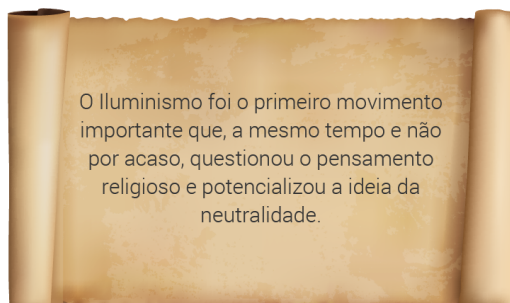 O Iluminismo foi o primeiro movimento
importante que, a mesmo tempo e não
por acaso, questionou o pensamento
religioso e potencializou a ideia da
neutralidade.